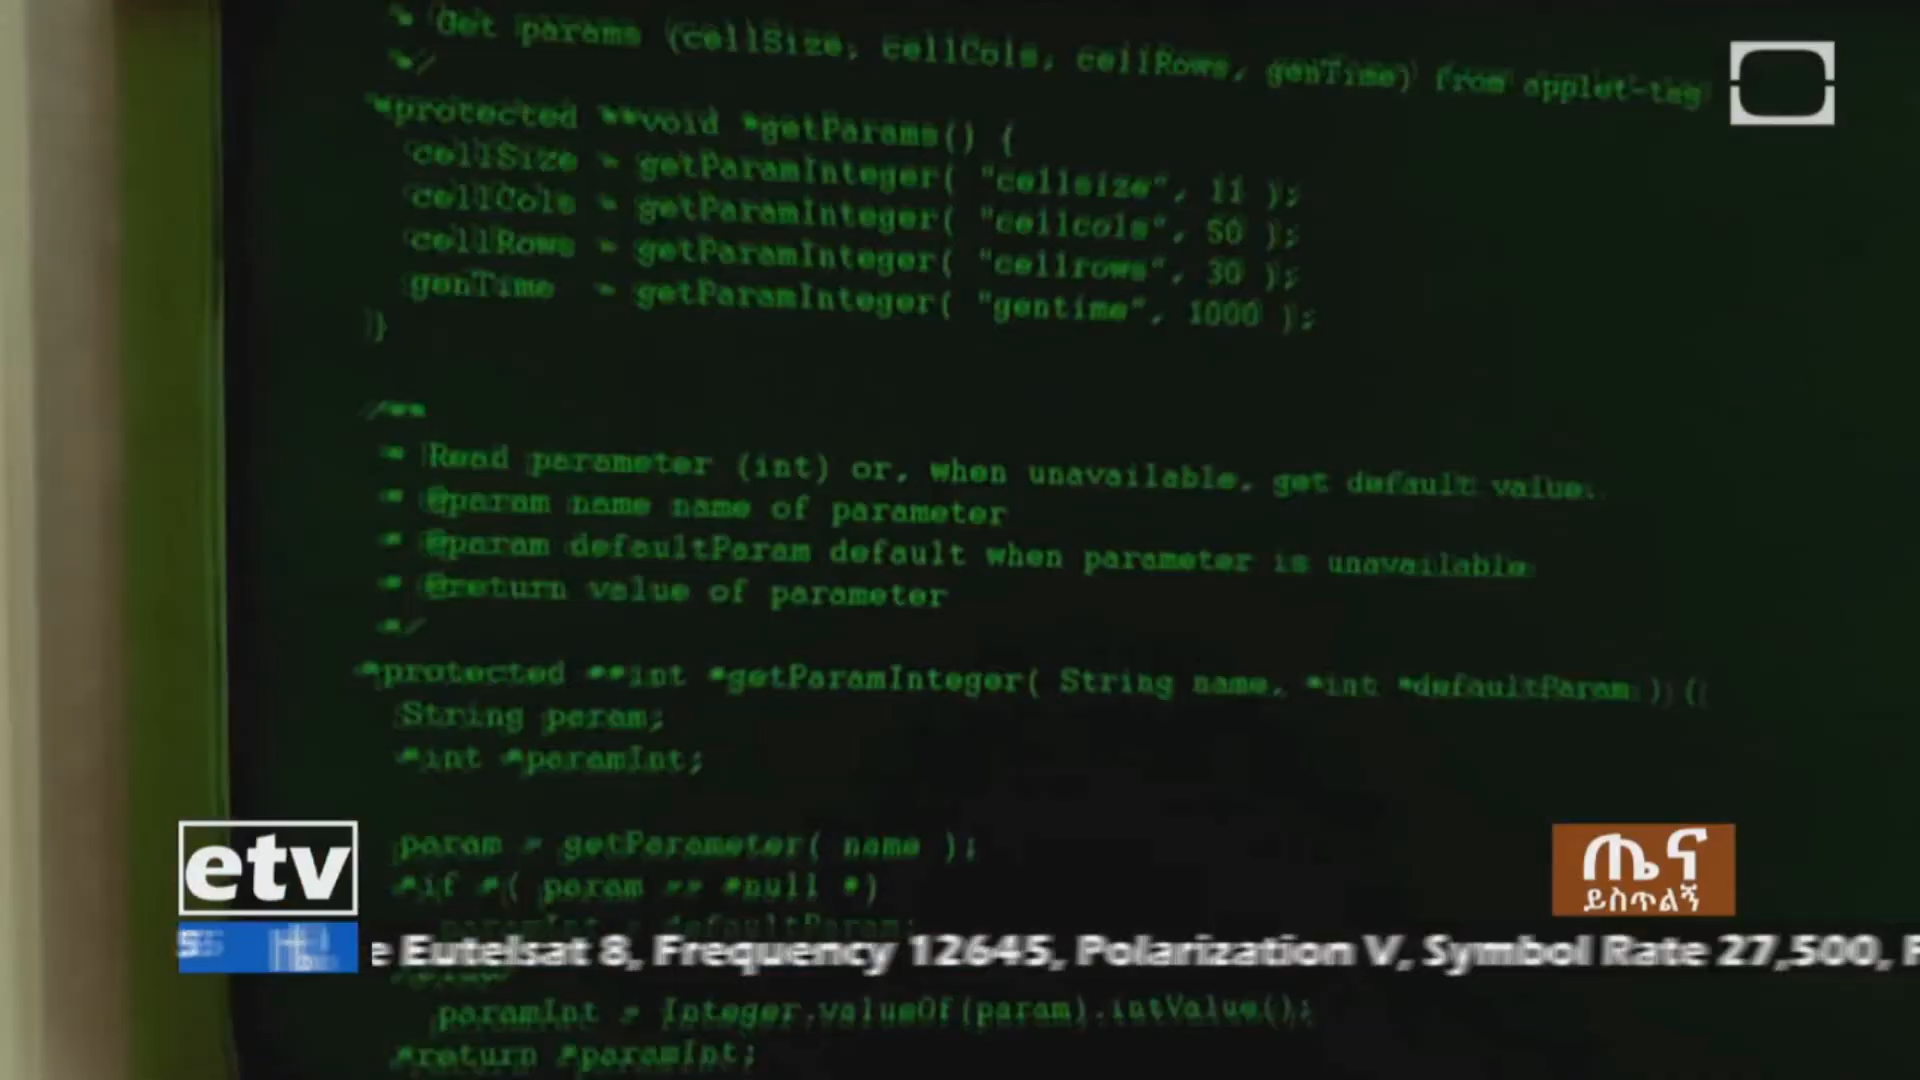 * Get params (cellSize, cellCols, cellRows, genTime) from applet-tag
*/
*protected **void *getParams() {
cellSize = getParamInteger( "cellsize", 11 );
cellCols = getParamInteger( "cellcols", 50 );
cellRows = getParamInteger( "cellrows", 30 );
genTime = getParamInteger( "gentime", 1000 );
}
/**
* Read parameter (int) or, when unavailable, get default value.
* @param name name of parameter
* @param defaultParam default when parameter is unavailable
* @return value of parameter
*/
*protected **int *getParamInteger( String name, *int *defaultParam ) {
String param;
*int *paramInt;
param = getParameter( name );
*if *( param == *null *)
paramInt = defaultParam;
paramInt = Integer.valueOf(param).intValue();
*return *paramInt;
etv
ጤና
ይስጥልኝ
e Eutelsat 8, Frequency 12645, Polarization V, Symbol Rate 27,500, F